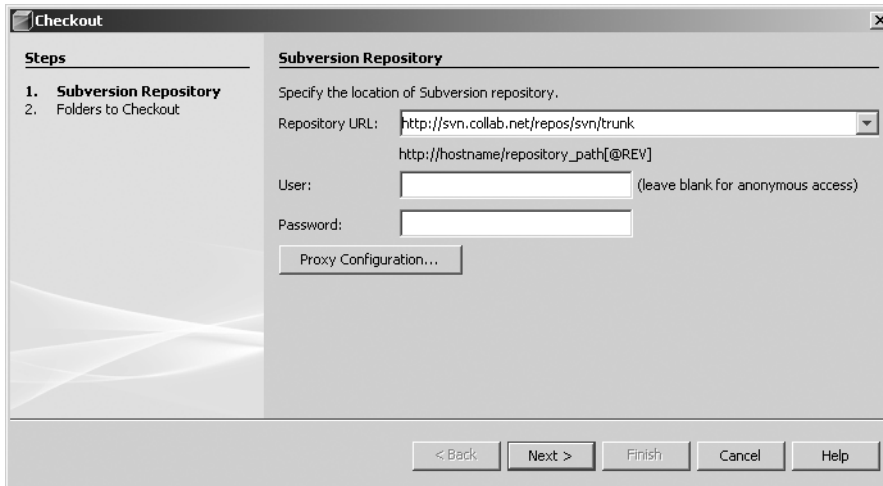 Checkout
Steps
1. Subversion Repository
2. Folders to Checkout
Subversion Repository
Specify the location of Subversion repository.
Repository URL: http://svn.collab.net/repos/svn/trunk
http://hostname/repository_path[@REV]
User: (leave blank for anonymous access)
Password:
Proxy Configuration...
< Back Next > Finish Cancel Help